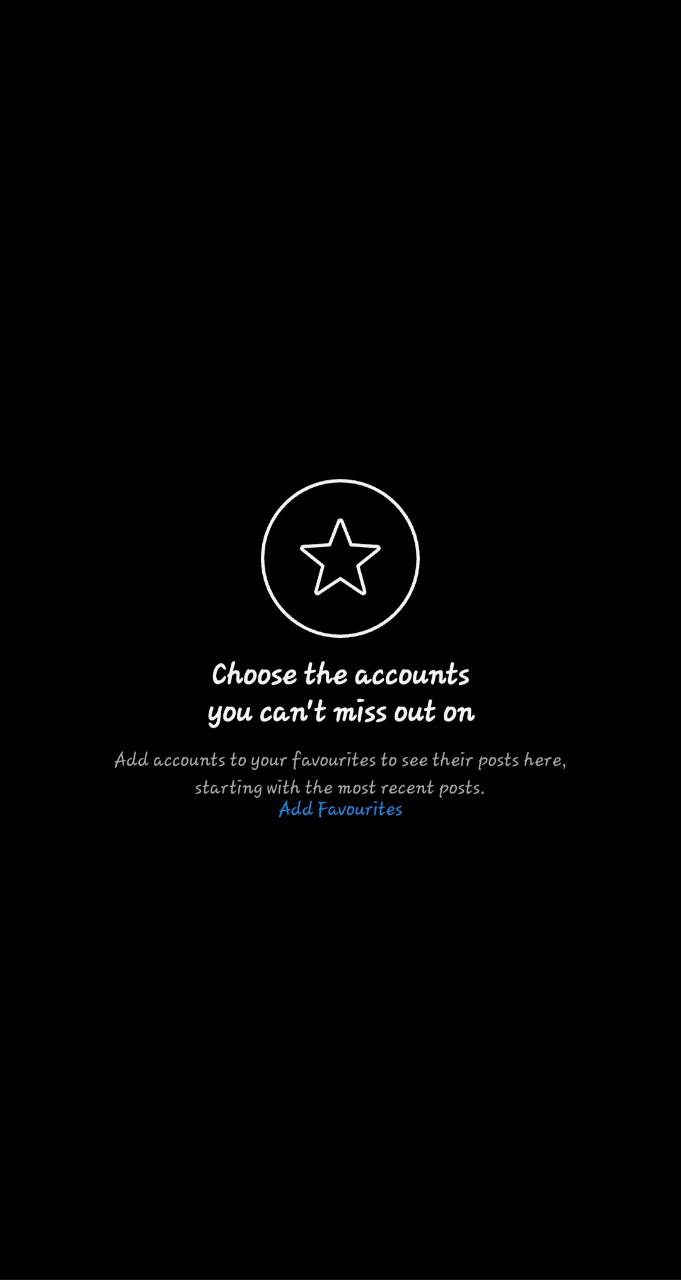 Choose the accounts
you can't miss out on
Add accounts to your favourites to see their posts here,
starting with the most recent posts.
Add Favourites